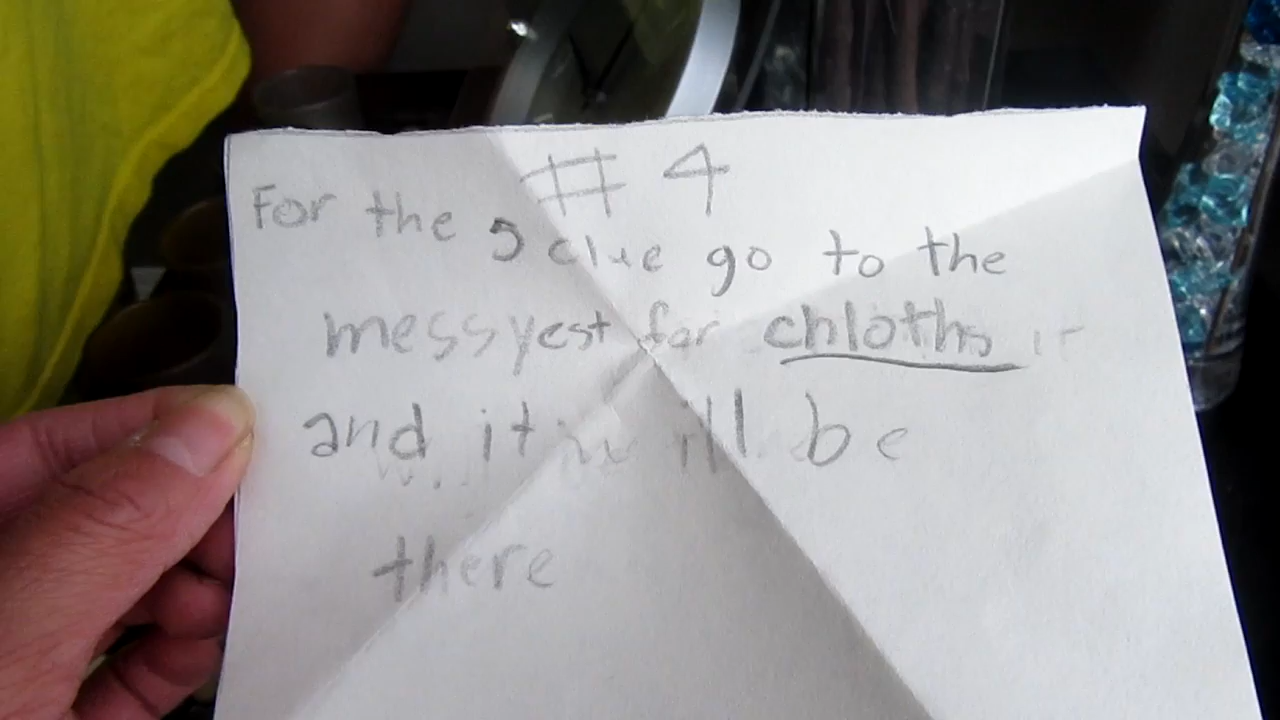 # 4
For the 5 clue go to the
messyest for chloths
and it will be
there